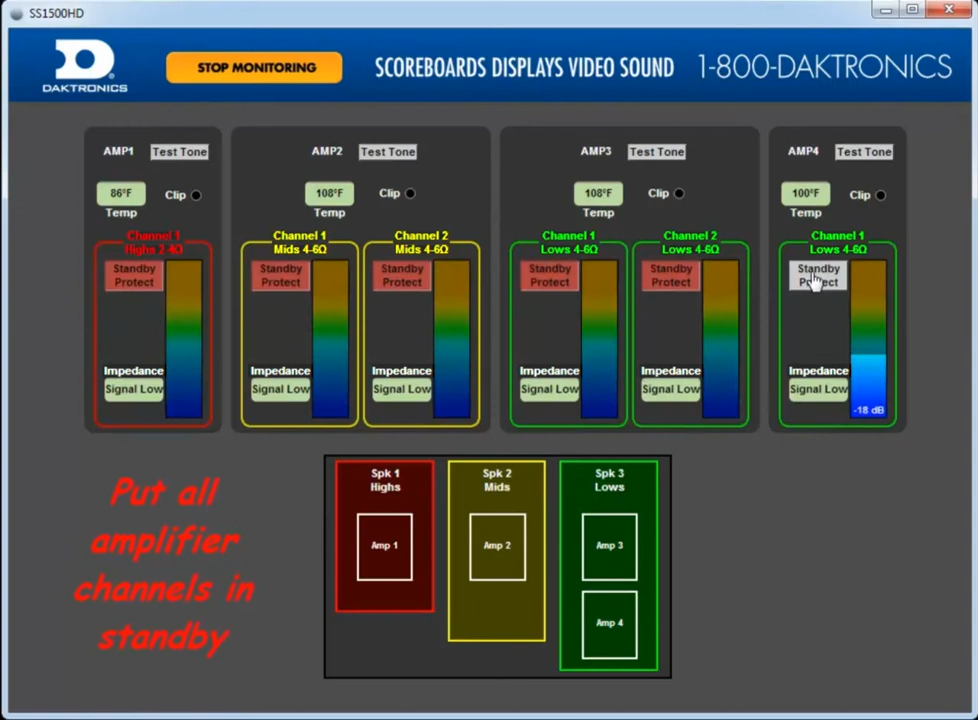 SS1500HD
DAKTRONICS
STOP MONITORING
SCOREBOARDS DISPLAYS VIDEO SOUND
1-800-DAKTRONICS
AMP1 Test Tone
86°F Clip
Temp
Channel 1
Highs 2-4Ω
Standby
Protect
Impedance
Signal Low
AMP2 Test Tone
108°F Clip
Temp
Channel 1
Mids 4-6Ω
Standby
Protect
Impedance
Signal Low
Channel 2
Mids 4-6Ω
Standby
Protect
Impedance
Signal Low
AMP3 Test Tone
108°F Clip
Temp
Channel 1
Lows 4-6Ω
Standby
Protect
Impedance
Signal Low
Channel 2
Lows 4-6Ω
Standby
Protect
Impedance
Signal Low
AMP4 Test Tone
100°F Clip
Temp
Channel 1
Lows 4-6Ω
Standby
Protect
Impedance
Signal Low
-18 dB
Put all
amplifier
channels in
standby
Spk 1
Highs
Amp 1
Spk 2
Mids
Amp 2
Spk 3
Lows
Amp 3
Amp 4